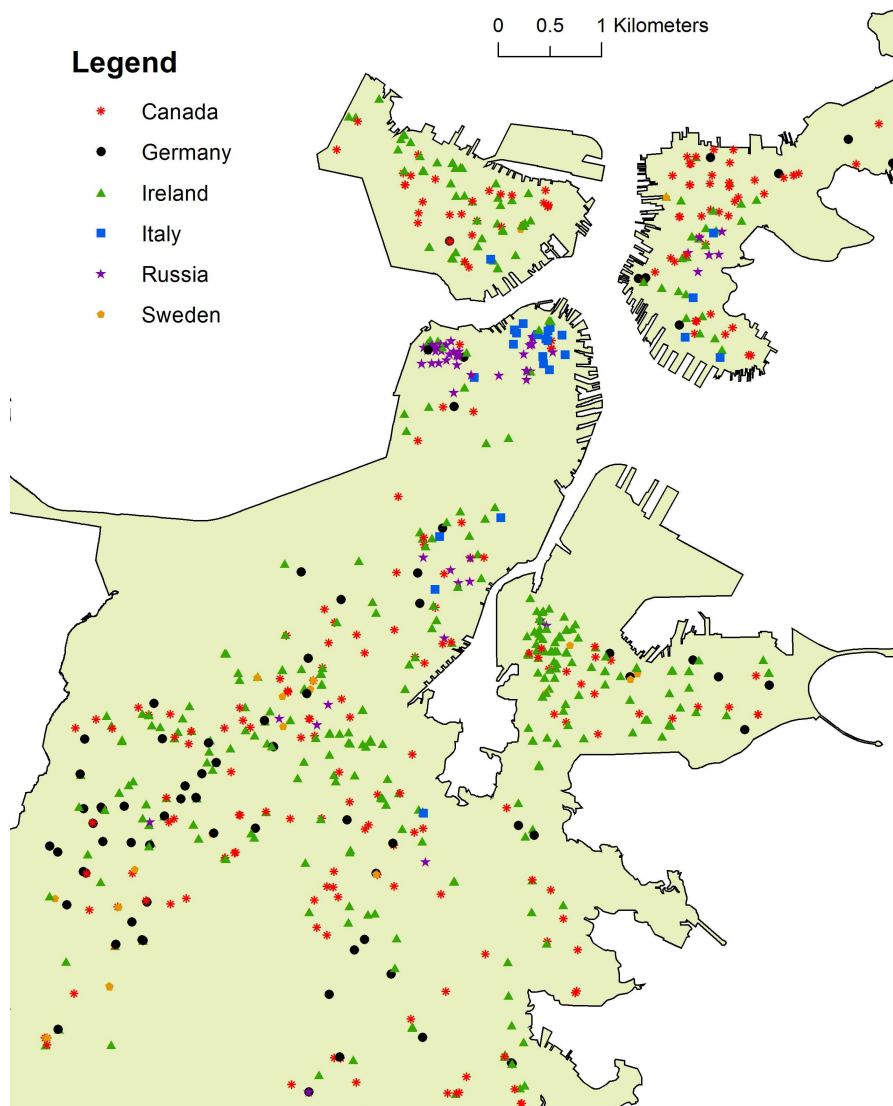 0 0.5 1 Kilometers
Legend
Canada
Germany
Ireland
Italy
Russia
Sweden